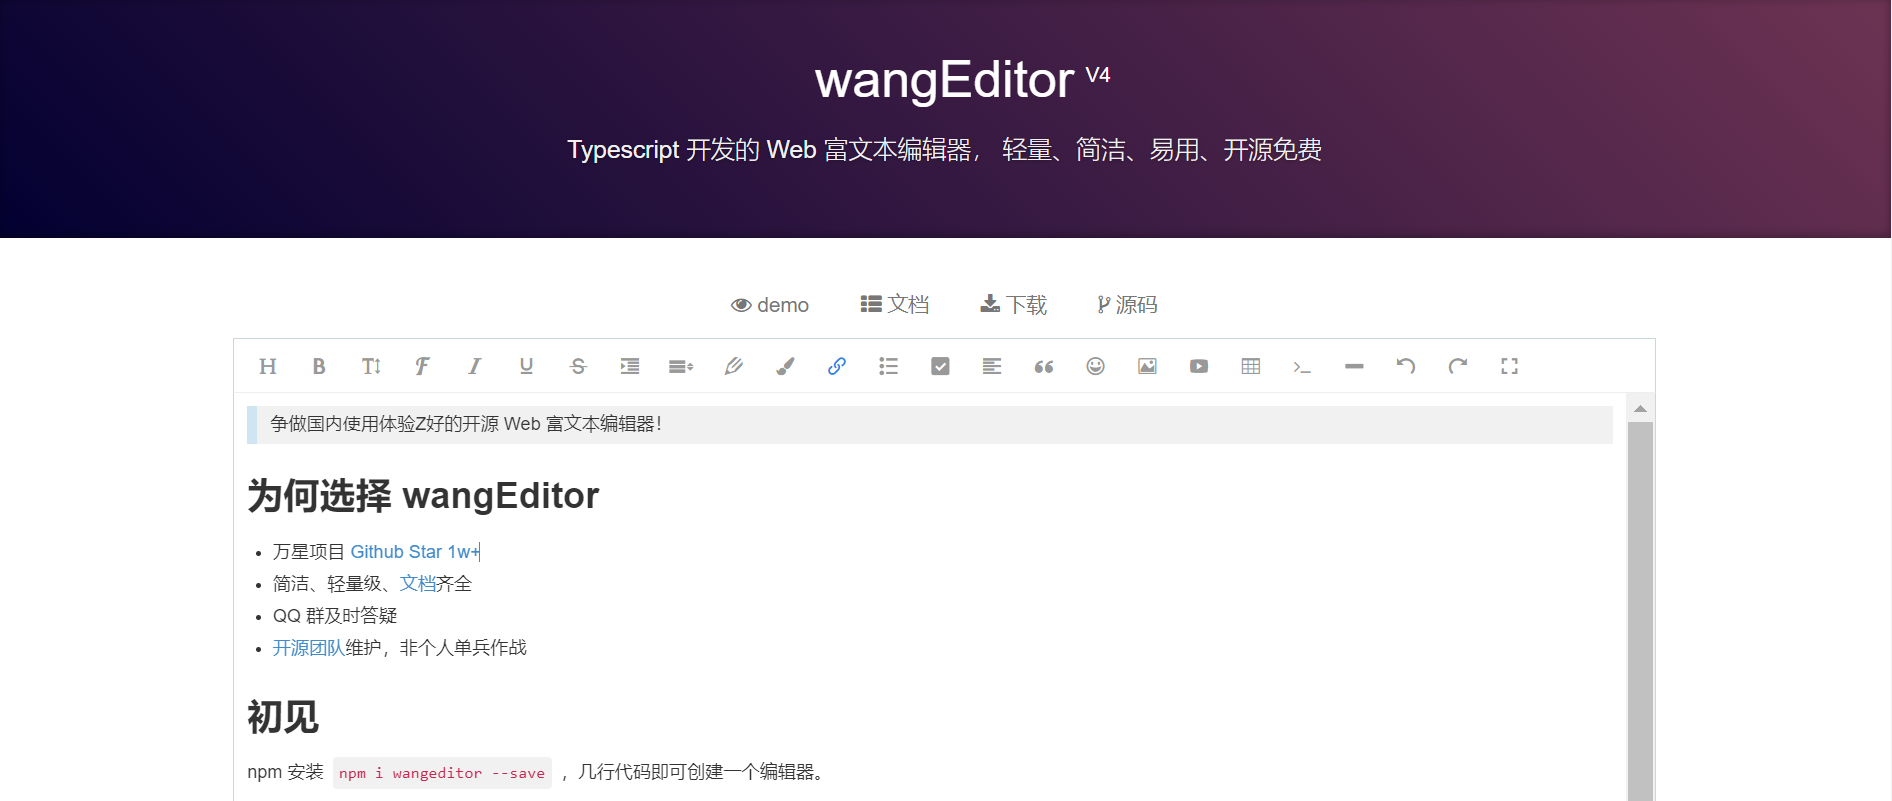 wangEditor V4
Typescript 开发的 Web 富文本编辑器， 轻量、简洁、易用、开源免费
demo 文档 下载 源码
争做国内使用体验Z好的开源 Web 富文本编辑器！
为何选择 wangEditor
万星项目 Github Star 1w+
简洁、轻量级、文档齐全
QQ 群及时答疑
开源团队维护，非个人单兵作战
初见
npm 安装 npm i wangeditor --save ，几行代码即可创建一个编辑器。